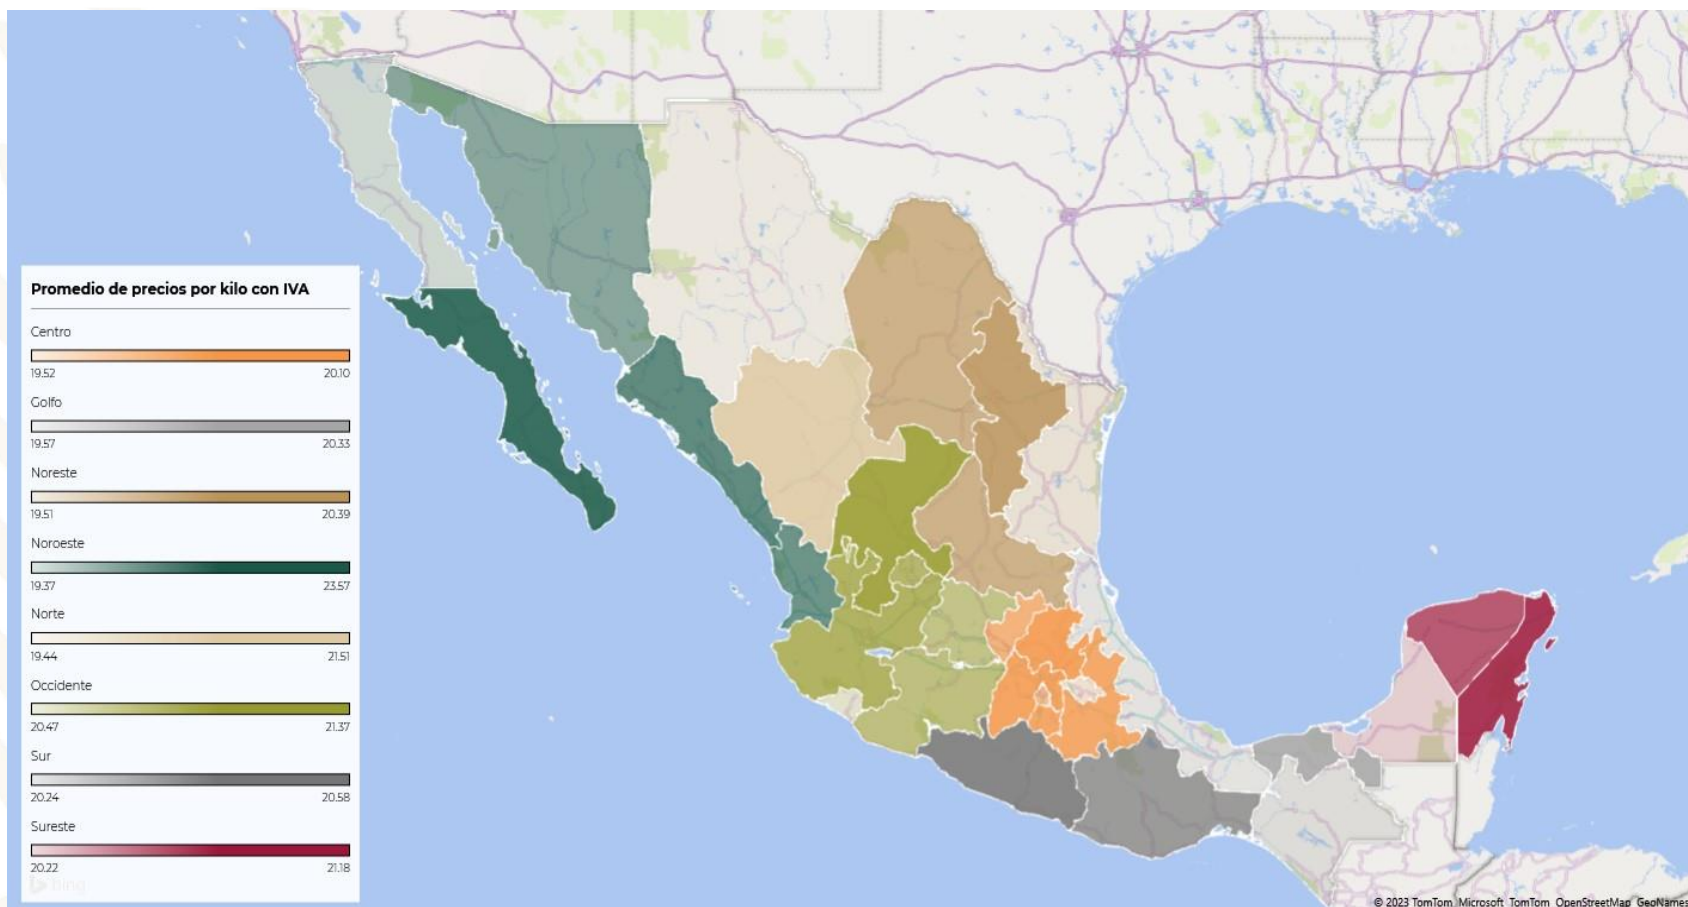 Promedio de precios por kilo con IVA
Centro
19.52 20.10
Golfo
19.57 20.33
Noreste
19.51 20.39
Noroeste
19.37 23.57
Norte
19.44 21.51
Occidente
20.47 21.37
Sur
20.24 20.58
Sureste
20.22 21.18
bing
© 2023 TomTom Microsoft TomTom OpenStreetMap GeoNames